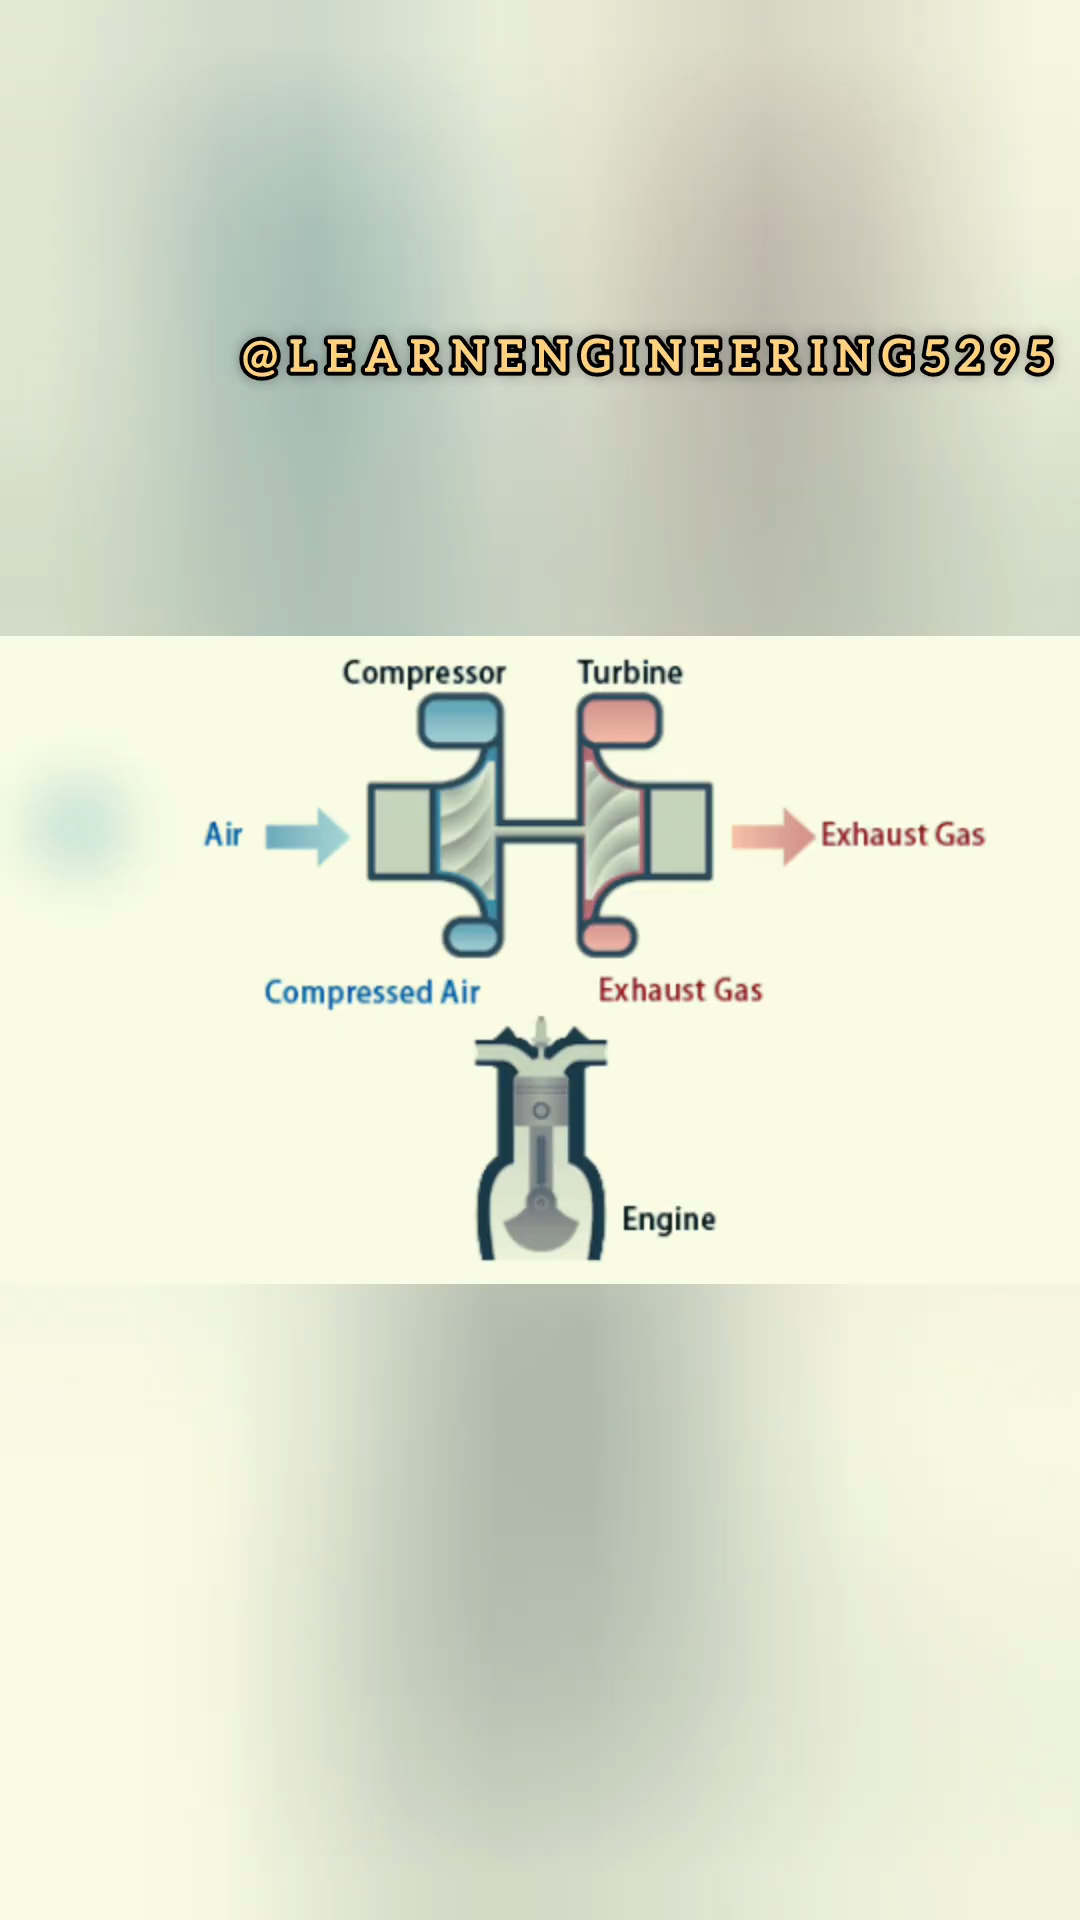 @LEARNENGINEERING5295
Compressor
Turbine
Air
Exhaust Gas
Compressed Air
Exhaust Gas
Engine